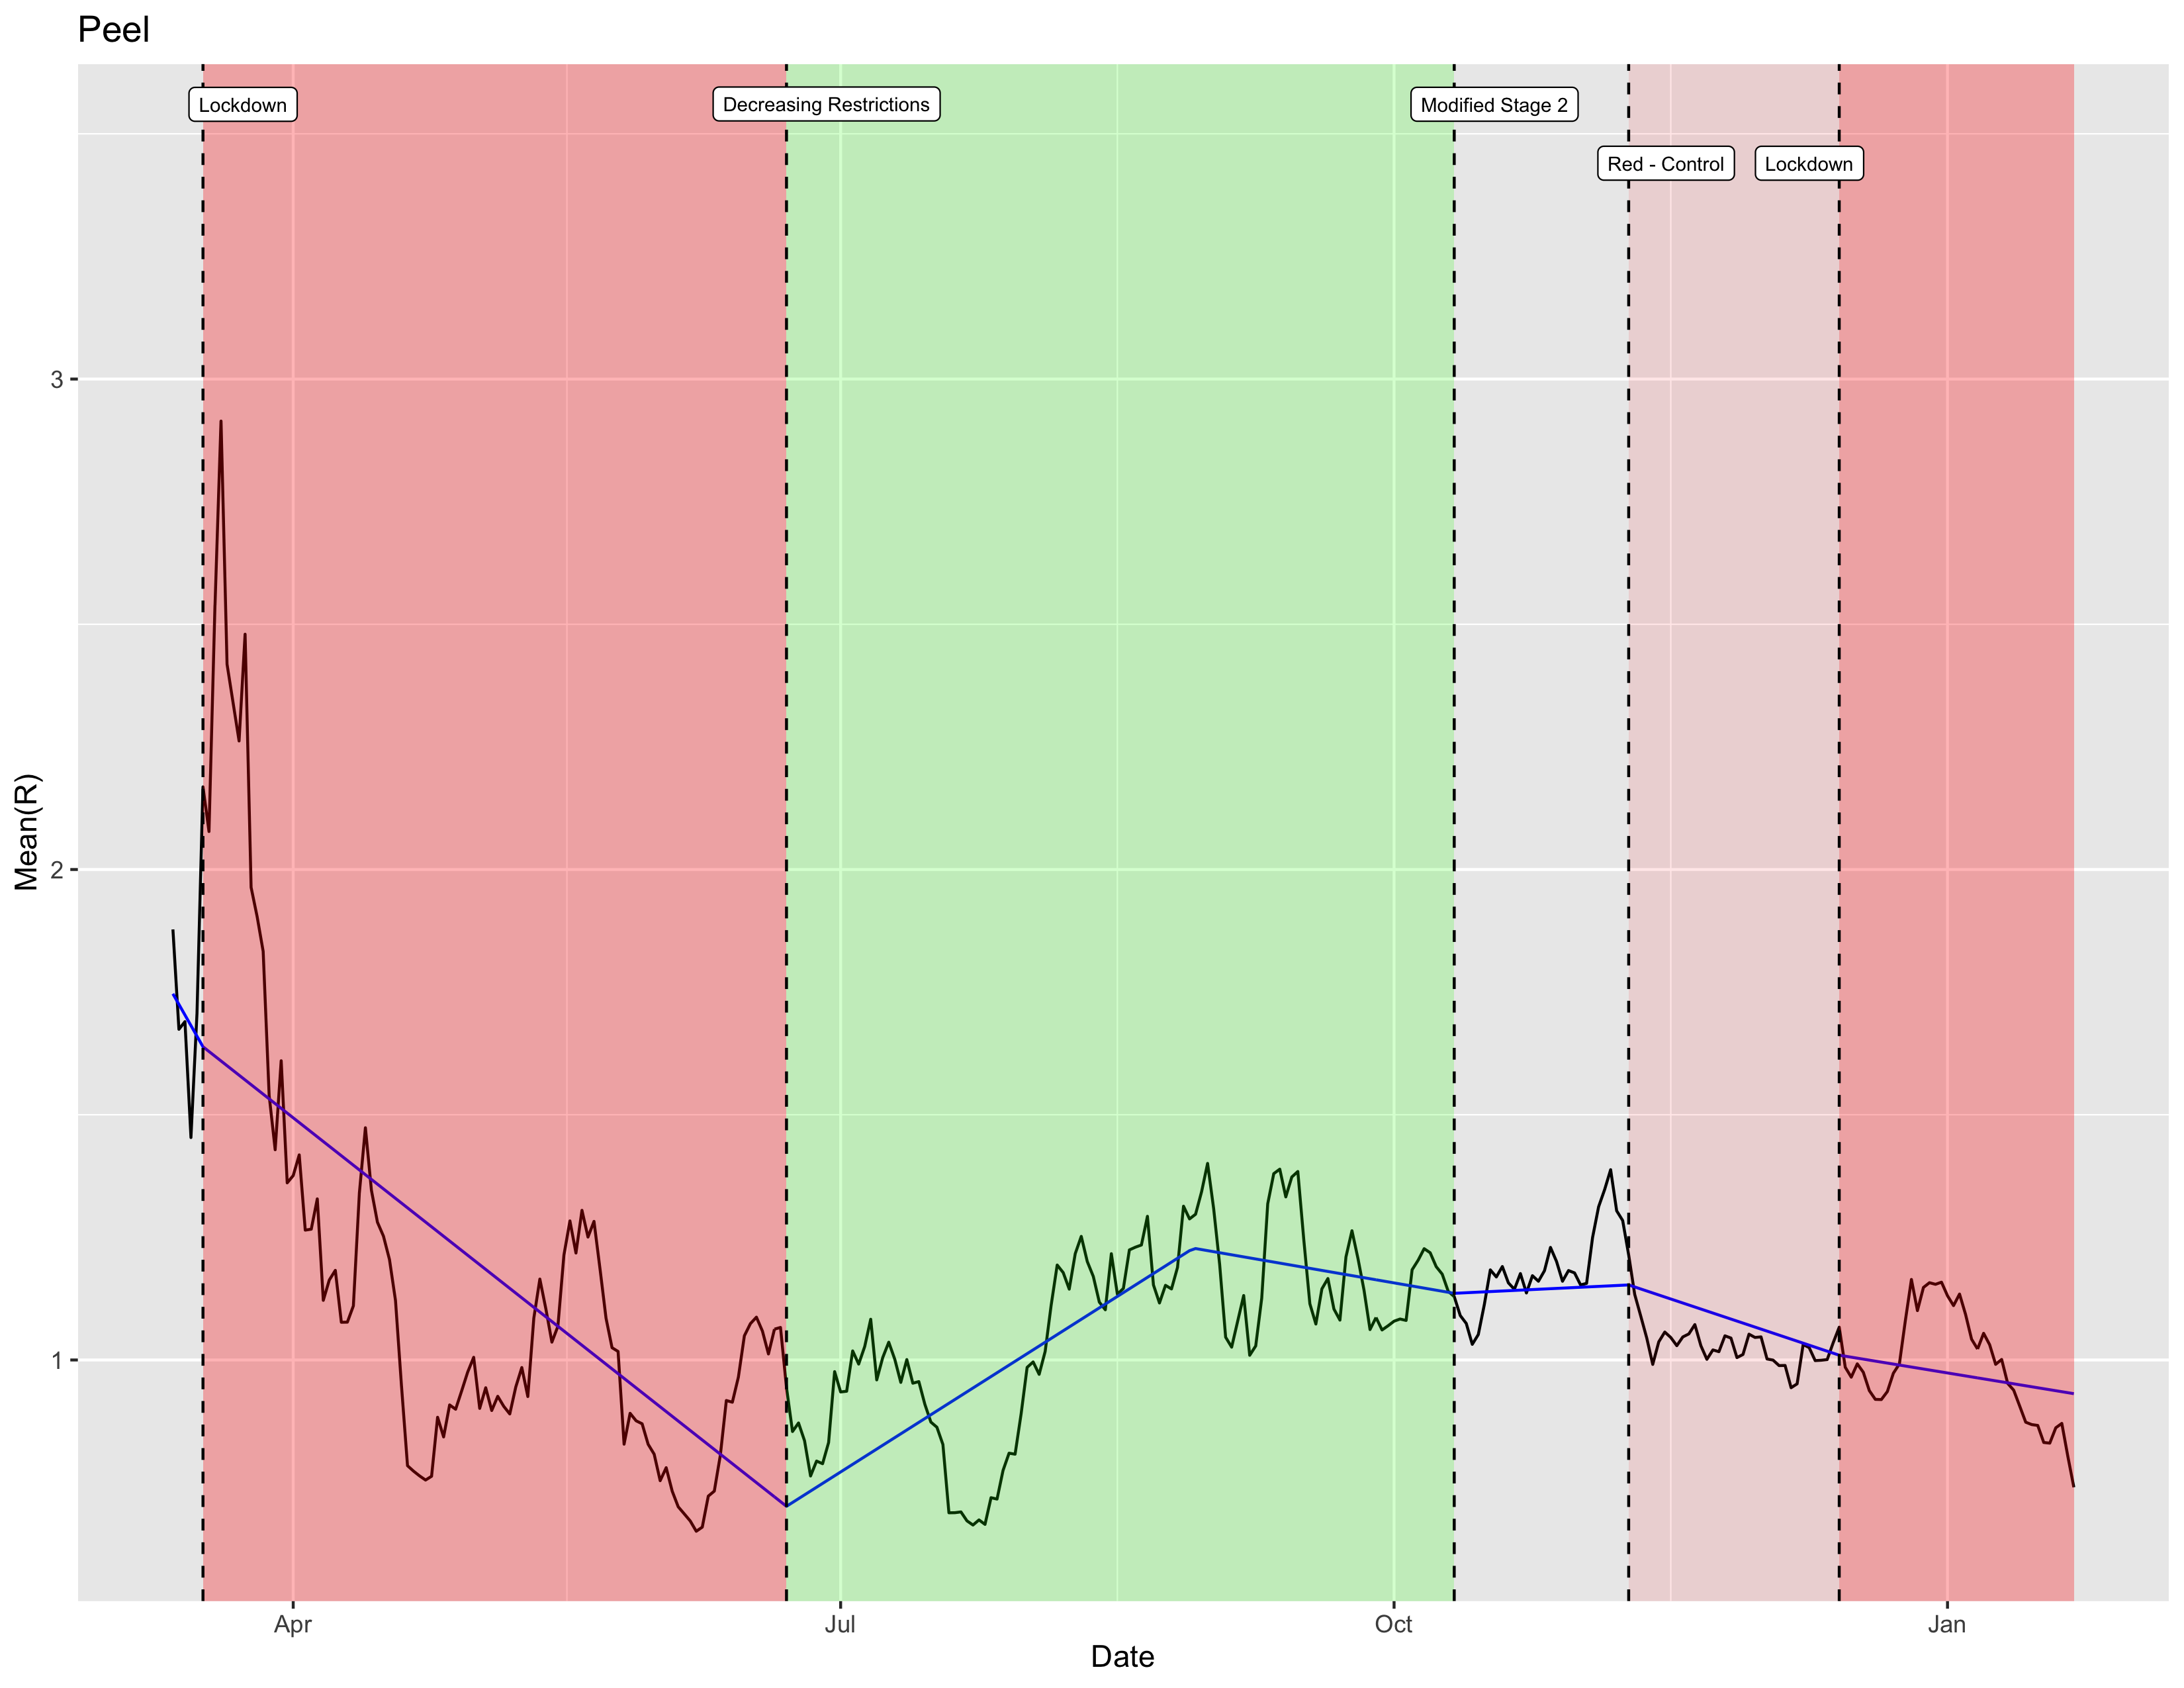 Peel
Lockdown
Decreasing Restrictions
Modified Stage 2
Red - Control
Lockdown
3
2
1
Mean(R)
Apr
Jul
Oct
Jan
Date